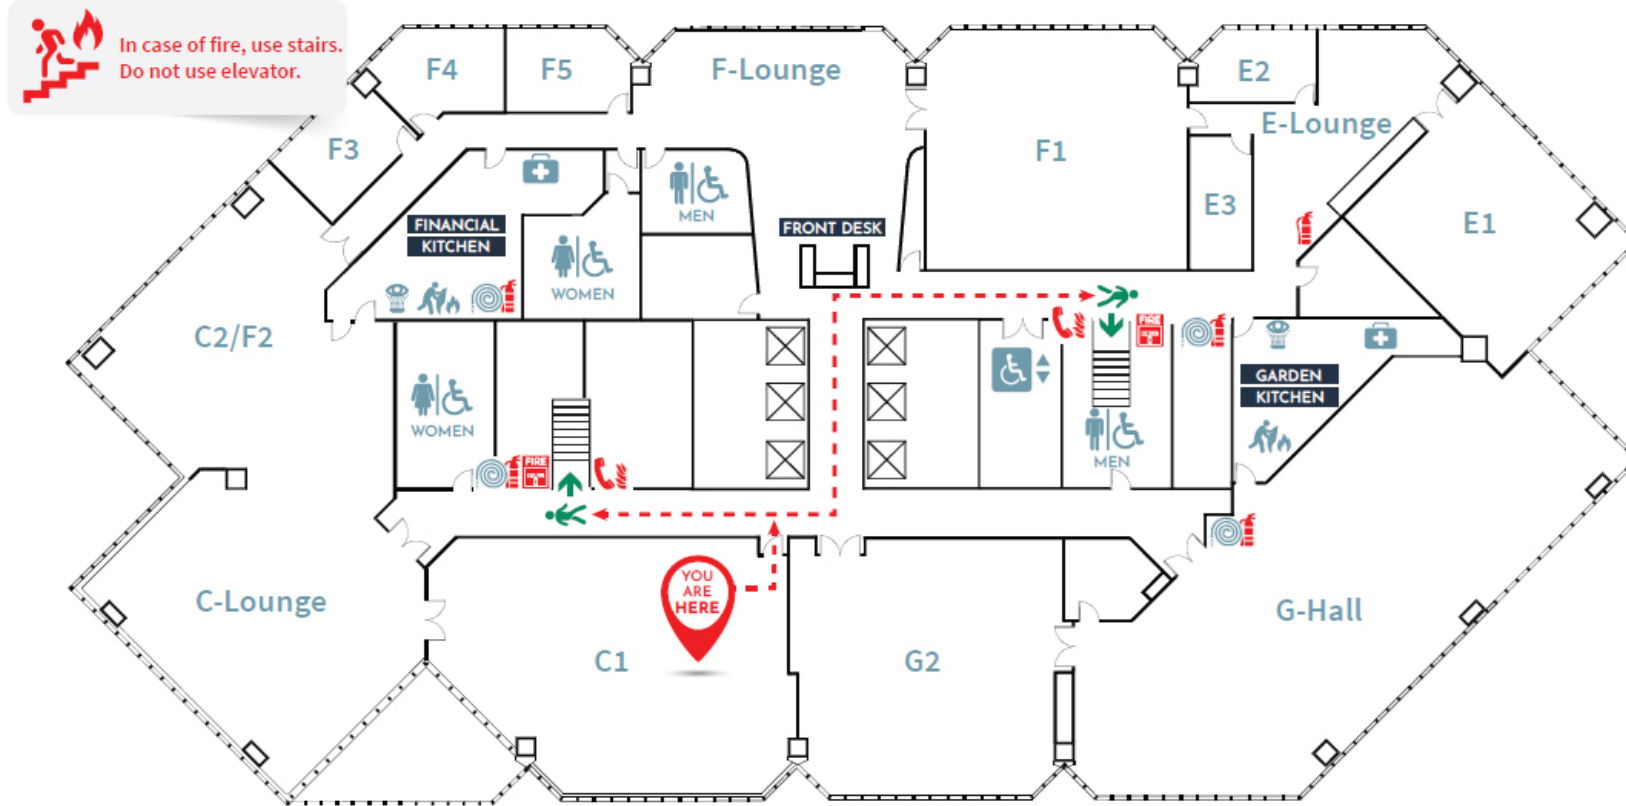 In case of fire, use stairs.
Do not use elevator.
F4
F5
F-Lounge
E2
F3
F1
E-Lounge
MEN
E3
E1
FINANCIAL
KITCHEN
FRONT DESK
WOMEN
C2/F2
FIRE
GARDEN
KITCHEN
WOMEN
MEN
FIRE
YOU
ARE
HERE
C-Lounge
G-Hall
C1
G2